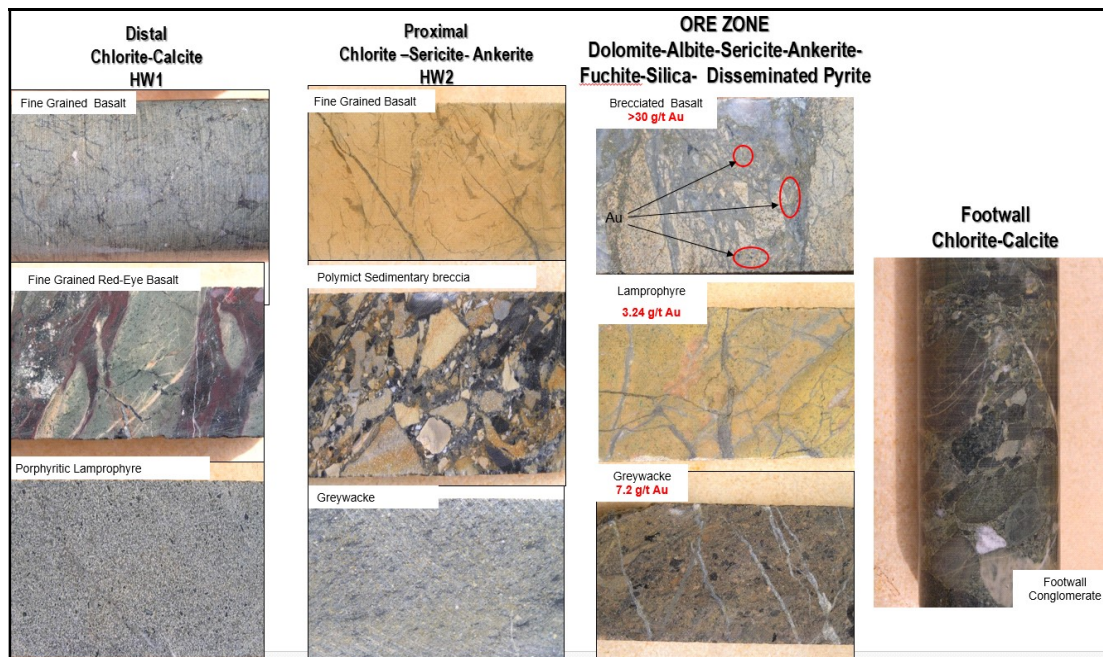 Distal
Chlorite-Calcite
HW1
Fine Grained Basalt
Fine Grained Red-Eye Basalt
Porphyritic Lamprophyre
Proximal
Chlorite –Sericite- Ankerite
HW2
Fine Grained Basalt
Polymict Sedimentary breccia
Greywacke
ORE ZONE
Dolomite-Albite-Sericite-Ankerite-
Fuchite-Silica- Disseminated Pyrite
Brecciated Basalt
>30 g/t Au
Au
Lamprophyre
3.24 g/t Au
Greywacke
7.2 g/t Au
Footwall
Chlorite-Calcite
Footwall
Conglomerate